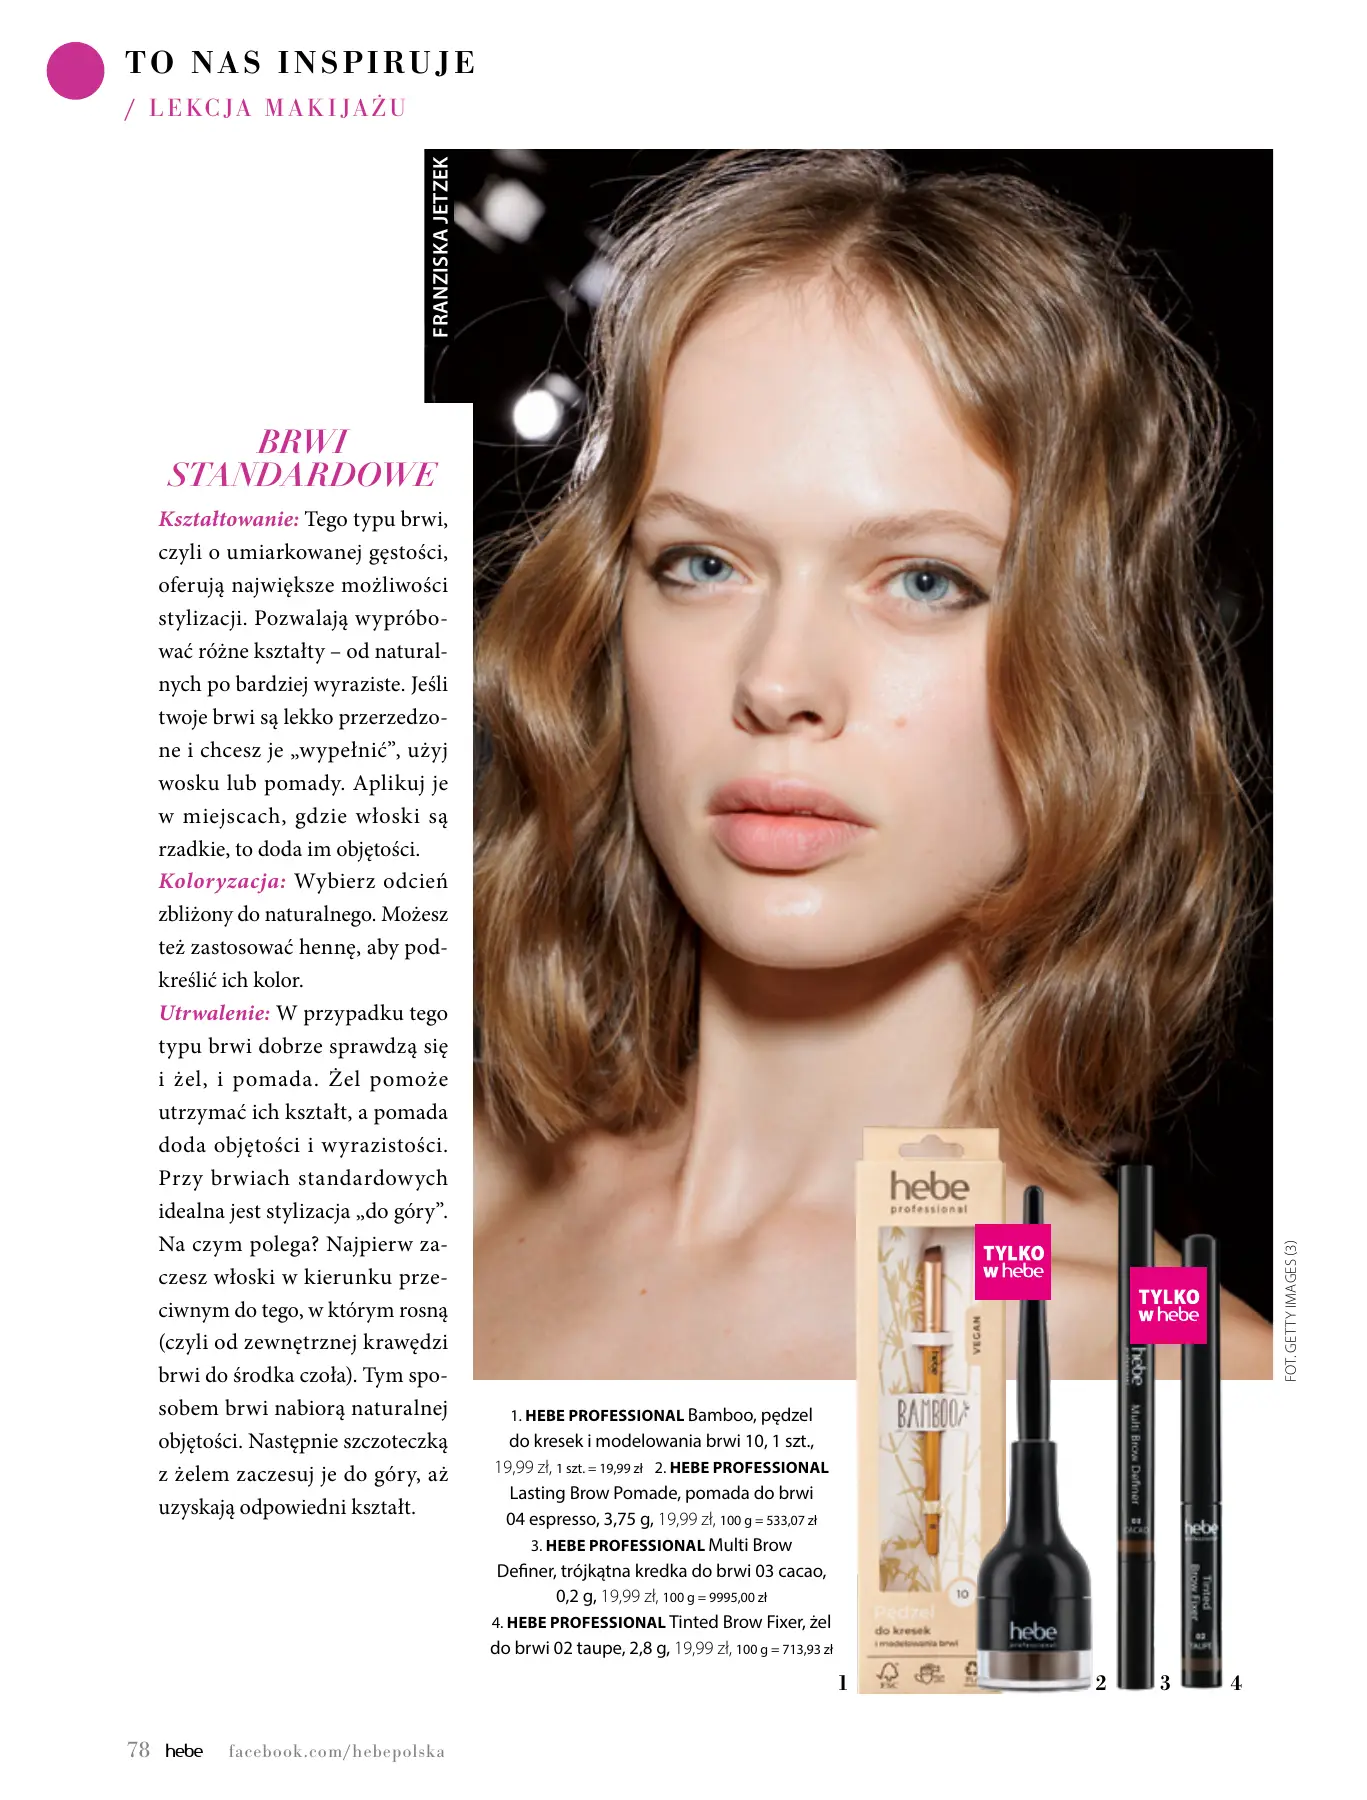 TO NAS INSPIRUJE
/ LEKCJA MAKIJAŻU
FRANZISKA JETZEK
BRWI
STANDARDOWE
Kształtowanie: Tego typu brwi,
czyli o umiarkowanej gęstości,
oferują największe możliwości
stylizacji. Pozwalają wypróbo-
wać różne kształty – od natural-
nych po bardziej wyraziste. Jeśli
twoje brwi są lekko przerzedzo-
ne i chcesz je „wypełnić”, użyj
wosku lub pomady. Aplikuj je
w miejscach, gdzie włoski są
rzadkie, to doda im objętości.
Koloryzacja: Wybierz odcień
zbliżony do naturalnego. Możesz
też zastosować hennę, aby pod-
kreślić ich kolor.
Utrwalenie: W przypadku tego
typu brwi dobrze sprawdzą się
i żel, i pomada. Żel pomoże
utrzymać ich kształt, a pomada
doda objętości i wyrazistości.
Przy brwiach standardowych
idealna jest stylizacja „do góry”.
Na czym polega? Najpierw za-
czesz włoski w kierunku prze-
ciwnym do tego, w którym rosną
(czyli od zewnętrznej krawędzi
brwi do środka czoła). Tym spo-
sobem brwi nabiorą naturalnej
objętości. Następnie szczoteczką
z żelem zaczesuj je do góry, aż
uzyskają odpowiedni kształt.
hebe
professional
hebe
VEGAN
BAMBOO
10
Pędzel
do kresek
i modelowania brwi
FSC
TYLKO
w hebe
hebe
professional
TYLKO
w hebe
hebe
Multi Brow Definer
03
CACAO
hebe
professional
Tinted
Brow Fixer
02
TAUPE
FOT. GETTY IMAGES (3)
1. HEBE PROFESSIONAL Bamboo, pędzel
do kresek i modelowania brwi 10, 1 szt.,
19,99 zł, 1 szt. = 19,99 zł 2. HEBE PROFESSIONAL
Lasting Brow Pomade, pomada do brwi
04 espresso, 3,75 g, 19,99 zł, 100 g = 533,07 zł
3. HEBE PROFESSIONAL Multi Brow
Definer, trójkątna kredka do brwi 03 cacao,
0,2 g, 19,99 zł, 100 g = 9995,00 zł
4. HEBE PROFESSIONAL Tinted Brow Fixer, żel
do brwi 02 taupe, 2,8 g, 19,99 zł, 100 g = 713,93 zł
1
2
3
4
78 hebe facebook.com/hebepolska